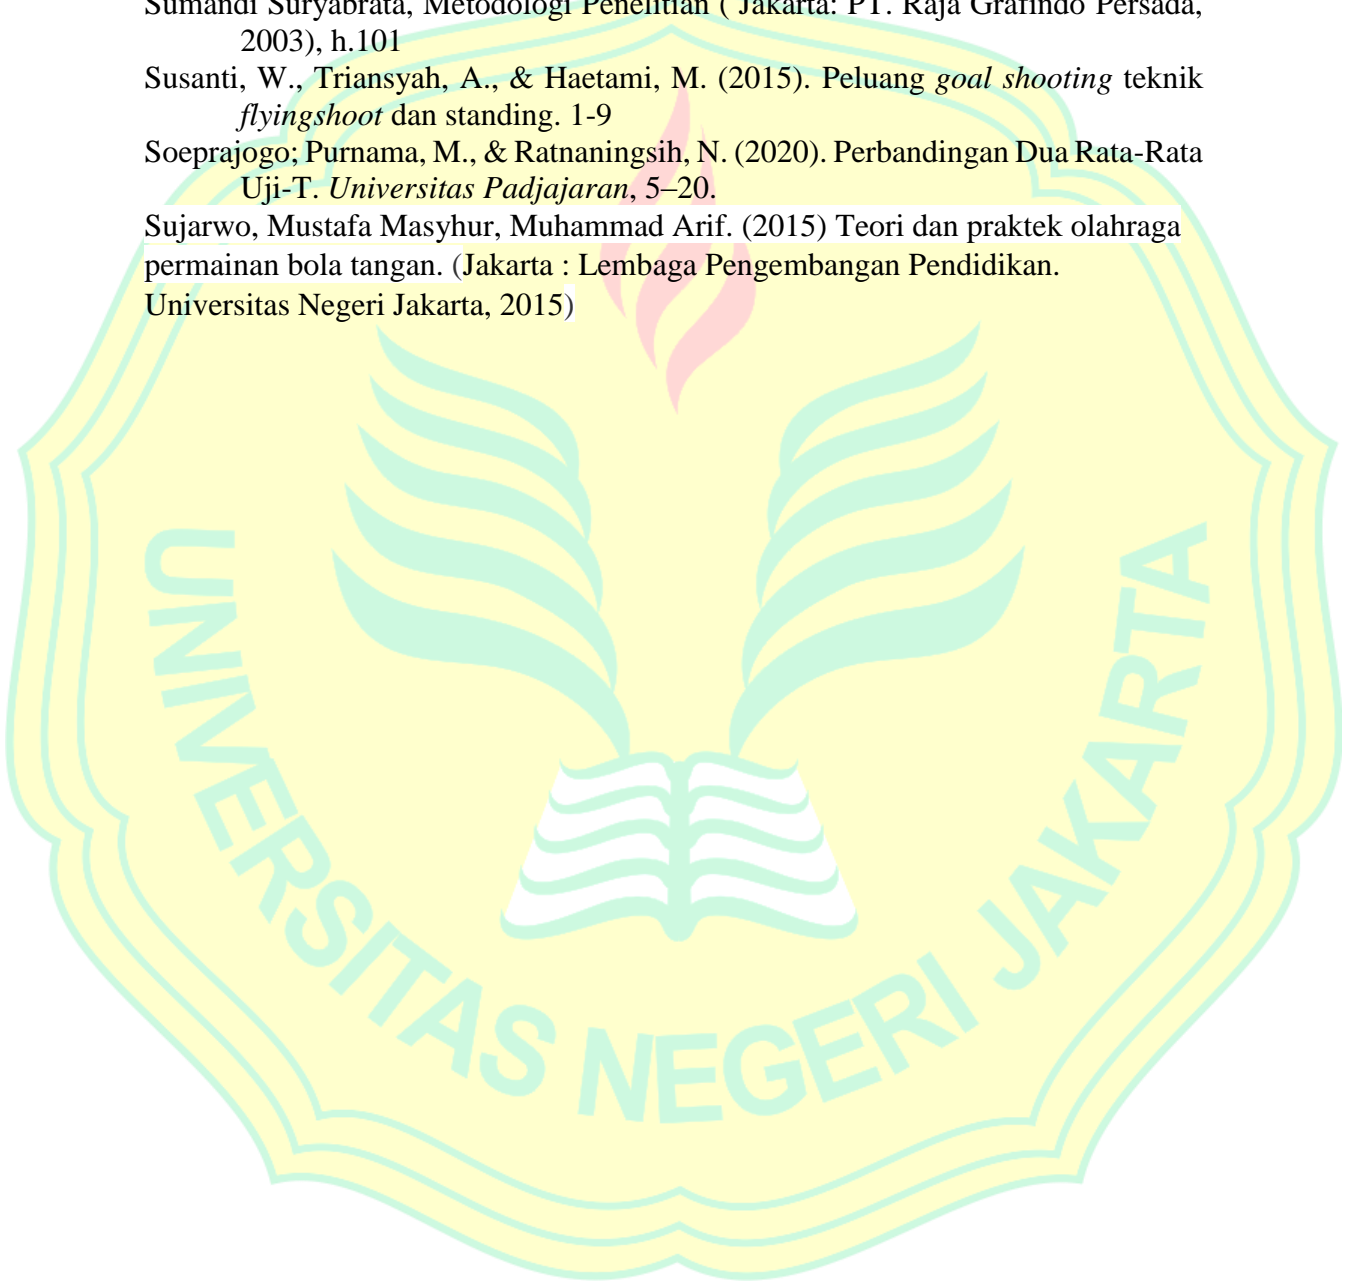 Sumandi Suryabrata, Metodologi Penelitian ( Jakarta: PT. Raja Grafindo Persada,
2003), h.101
Susanti, W., Triansyah, A., & Haetami, M. (2015). Peluang goal shooting teknik
flyingshoot dan standing. 1-9
Soeprajogo; Purnama, M., & Ratnaningsih, N. (2020). Perbandingan Dua Rata-Rata
Uji-T. Universitas Padjajaran, 5–20.
Sujarwo, Mustafa Masyhur, Muhammad Arif. (2015) Teori dan praktek olahraga
permainan bola tangan. (Jakarta : Lembaga Pengembangan Pendidikan.
Universitas Negeri Jakarta, 2015)
UNIVERSITAS NEGERI JAKARTA